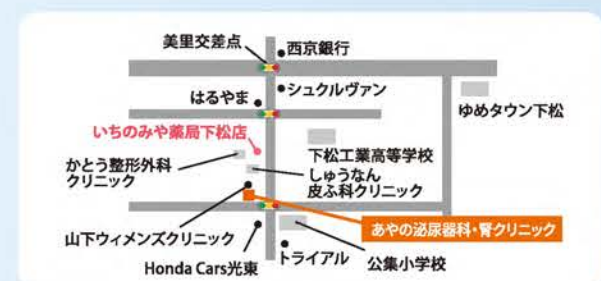 美里交差点
西京銀行
シュクルヴァン
はるやま
ゆめタウン下松
いちのみや薬局下松店
下松工業高等学校
かとう整形外科
クリニック
しゅうなん
皮ふ科クリニック
あやの泌尿器科・腎クリニック
山下ウィメンズクリニック
トライアル
公集小学校
Honda Cars光東